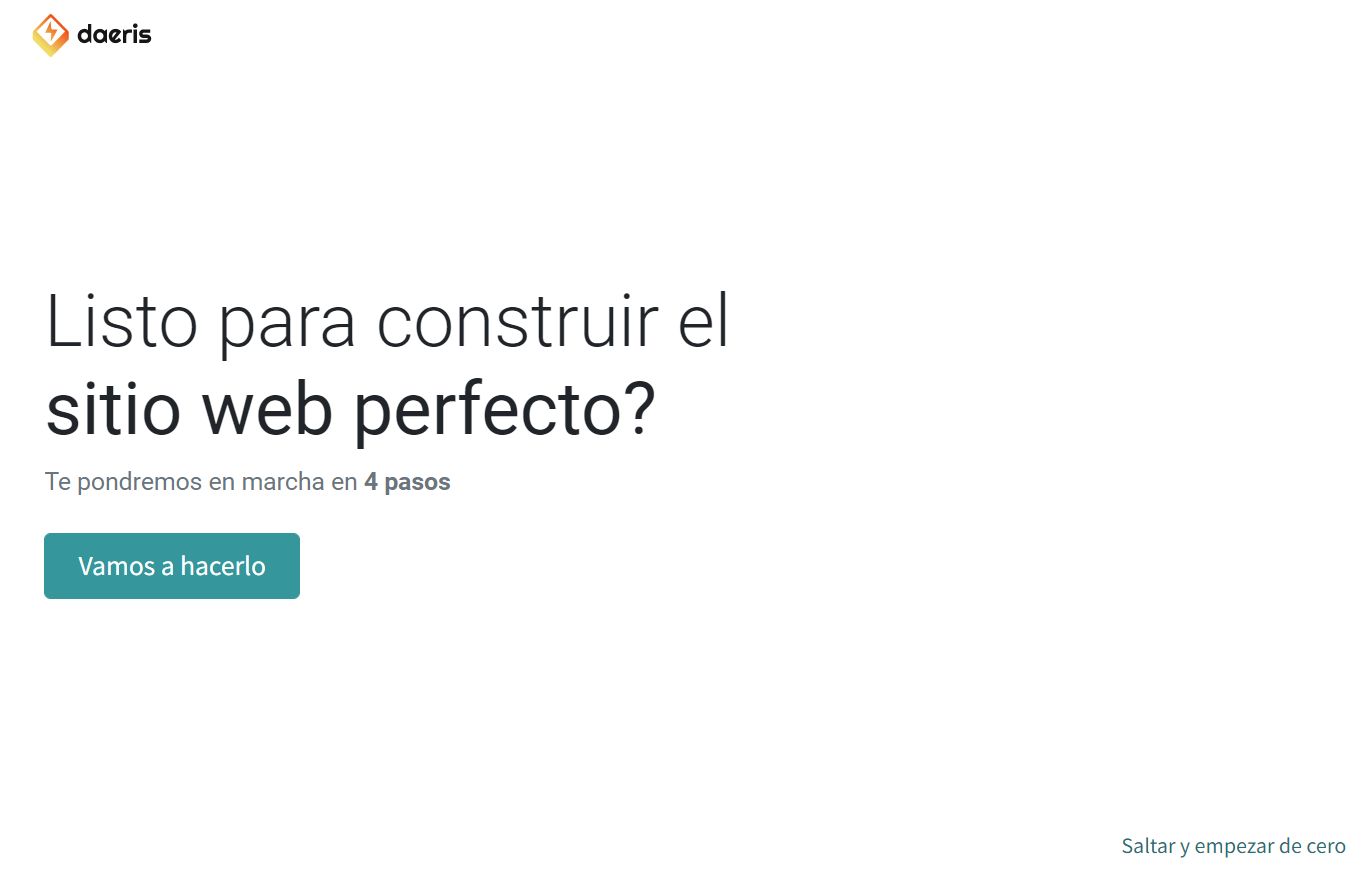 daeris
Listo para construir el
sitio web perfecto?
Te pondremos en marcha en 4 pasos
Vamos a hacerlo
Saltar y empezar de cero